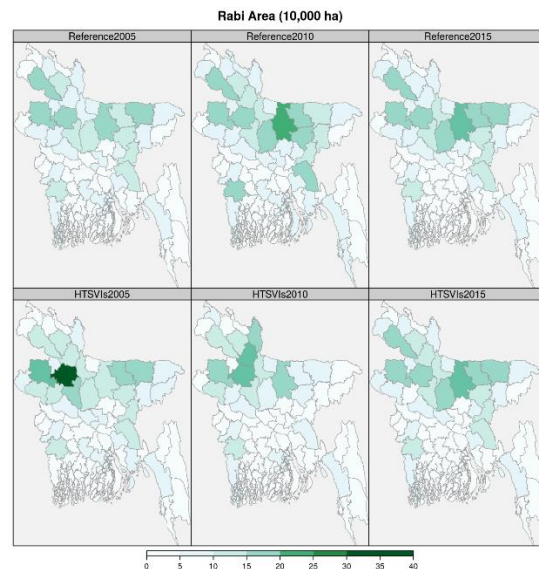 Rabi Area (10,000 ha)
Reference2005 Reference2010 Reference2015
HTSVIs2005 HTSVIs2010 HTSVIs2015
0 5 10 15 20 25 30 35 40